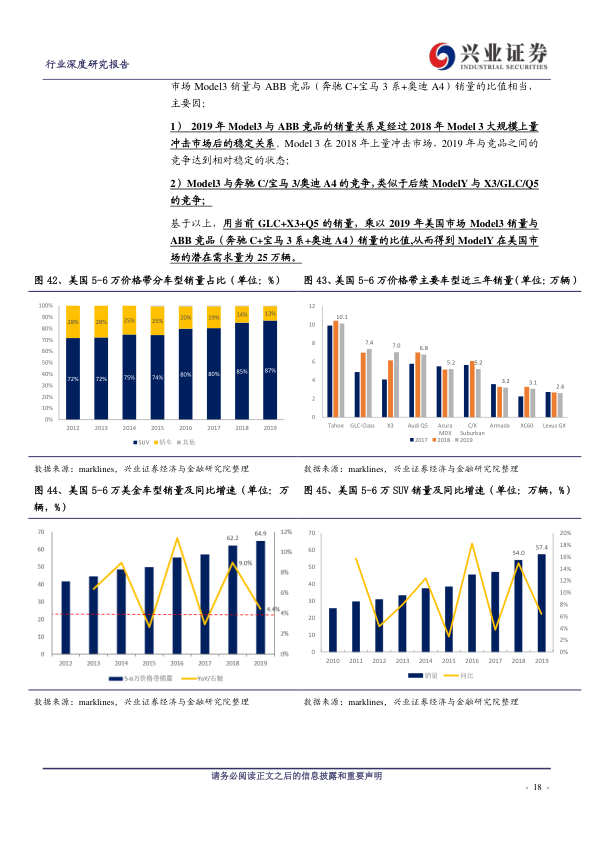 行业深度研究报告
兴业证券
INDUSTRIAL SECURITIES
市场 Model3 销量与 ABB 竞品（奔驰 C+宝马 3 系+奥迪 A4）销量的比值相当，
主要因：
1） 2019 年 Model3 与 ABB 竞品的销量关系是经过 2018 年 Model 3 大规模上量
冲击市场后的稳定关系。Model 3 在 2018 年上量冲击市场，2019 年与竞品之间的
竞争达到相对稳定的状态；
2）Model3 与奔驰 C/宝马 3/奥迪 A4 的竞争，类似于后续 ModelY 与 X3/GLC/Q5
的竞争；
基于以上，用当前 GLC+X3+Q5 的销量，乘以 2019 年美国市场 Model3 销量与
ABB 竞品（奔驰 C+宝马 3 系+奥迪 A4）销量的比值,从而得到 ModelY 在美国市
场的潜在需求量为 25 万辆。
图 42、美国 5-6 万价格带分车型销量占比（单位：%）
100%
90%
80%
70%
60%
50%
40%
30%
20%
10%
0%
28% 28% 25% 25% 20% 19% 14% 13%
72% 72% 75% 74% 80% 80% 85% 87%
2012 2013 2014 2015 2016 2017 2018 2019
SUV 轿车 其他
数据来源：marklines，兴业证券经济与金融研究院整理
图 43、美国 5-6 万价格带主要车型近三年销量（单位：万辆）
12
10
8
6
4
2
0
10.1 7.4 7.0 6.8 5.2 5.2 3.2 3.1 2.6
Tahoe GLC-Class X3 Audi Q5 Acura MDX C/X Suburban Armada XC60 Lexus GX
2017 2018 2019
数据来源：marklines，兴业证券经济与金融研究院整理
图 44、美国 5-6 万美金车型销量及同比增速（单位：万
辆，%）
70
60
50
40
30
20
10
0
62.2 64.9
9.0%
4.4%
12%
10%
8%
6%
4%
2%
0%
2012 2013 2014 2015 2016 2017 2018 2019
5-6万价格带销量 YoY/右轴
数据来源：marklines，兴业证券经济与金融研究院整理
图 45、美国 5-6 万 SUV 销量及同比增速（单位：万辆，%）
70
60
50
40
30
20
10
0
54.0 57.4
20%
18%
16%
14%
12%
10%
8%
6%
4%
2%
0%
2010 2011 2012 2013 2014 2015 2016 2017 2018 2019
销量 同比
数据来源：marklines，兴业证券经济与金融研究院整理
请务必阅读正文之后的信息披露和重要声明
- 18 -